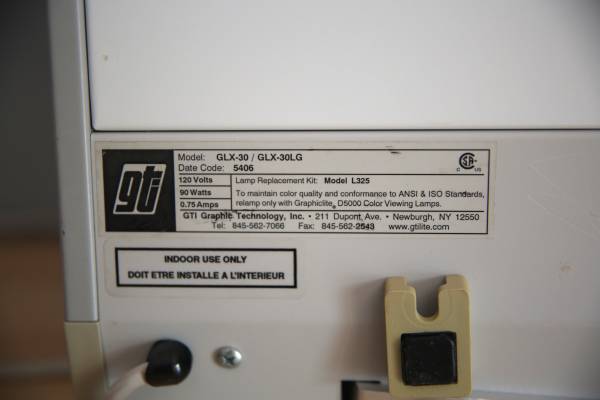 gti
Model: GLX-30 / GLX-30LG
Date Code: 5406
120 Volts
90 Watts
0.75 Amps
Lamp Replacement Kit: Model L325
To maintain color quality and conformance to ANSI & ISO Standards,
relamp only with Graphiclite® D5000 Color Viewing Lamps.
GTI Graphic Technology, Inc. • 211 Dupont Ave. • Newburgh, NY 12550
Tel: 845-562-7066 Fax: 845-562-2543 www.gtilite.com
C SA US
INDOOR USE ONLY
DOIT ETRE INSTALLE A L'INTERIEUR